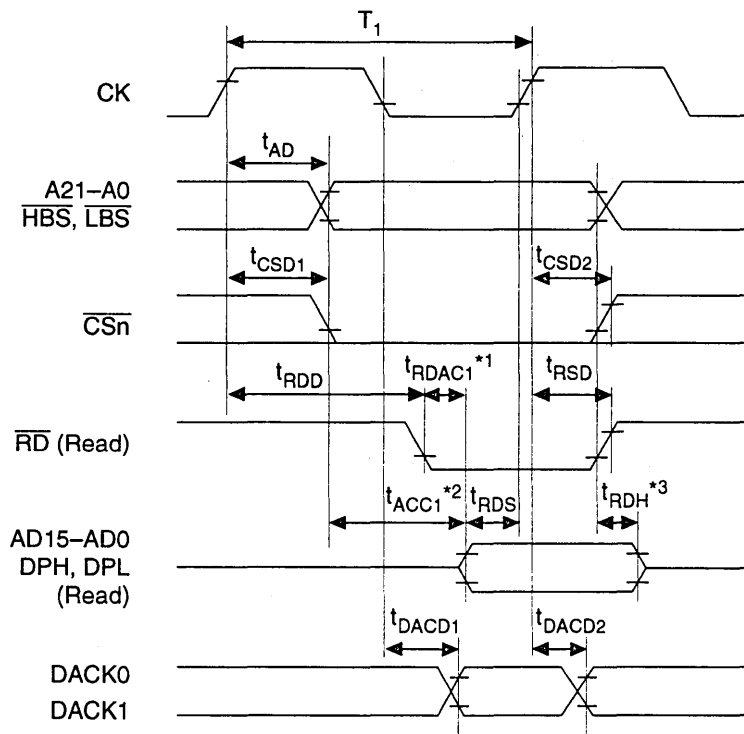 T1
CK
tAD
A21–A0
HBS, LBS
tCSD1
tCSD2
CSn
tRDD
tRDAC1*1
tRSD
RD (Read)
tACC1*2
tRDS
tRDH*3
AD15–AD0
DPH, DPL
(Read)
tDACD1
tDACD2
DACK0
DACK1